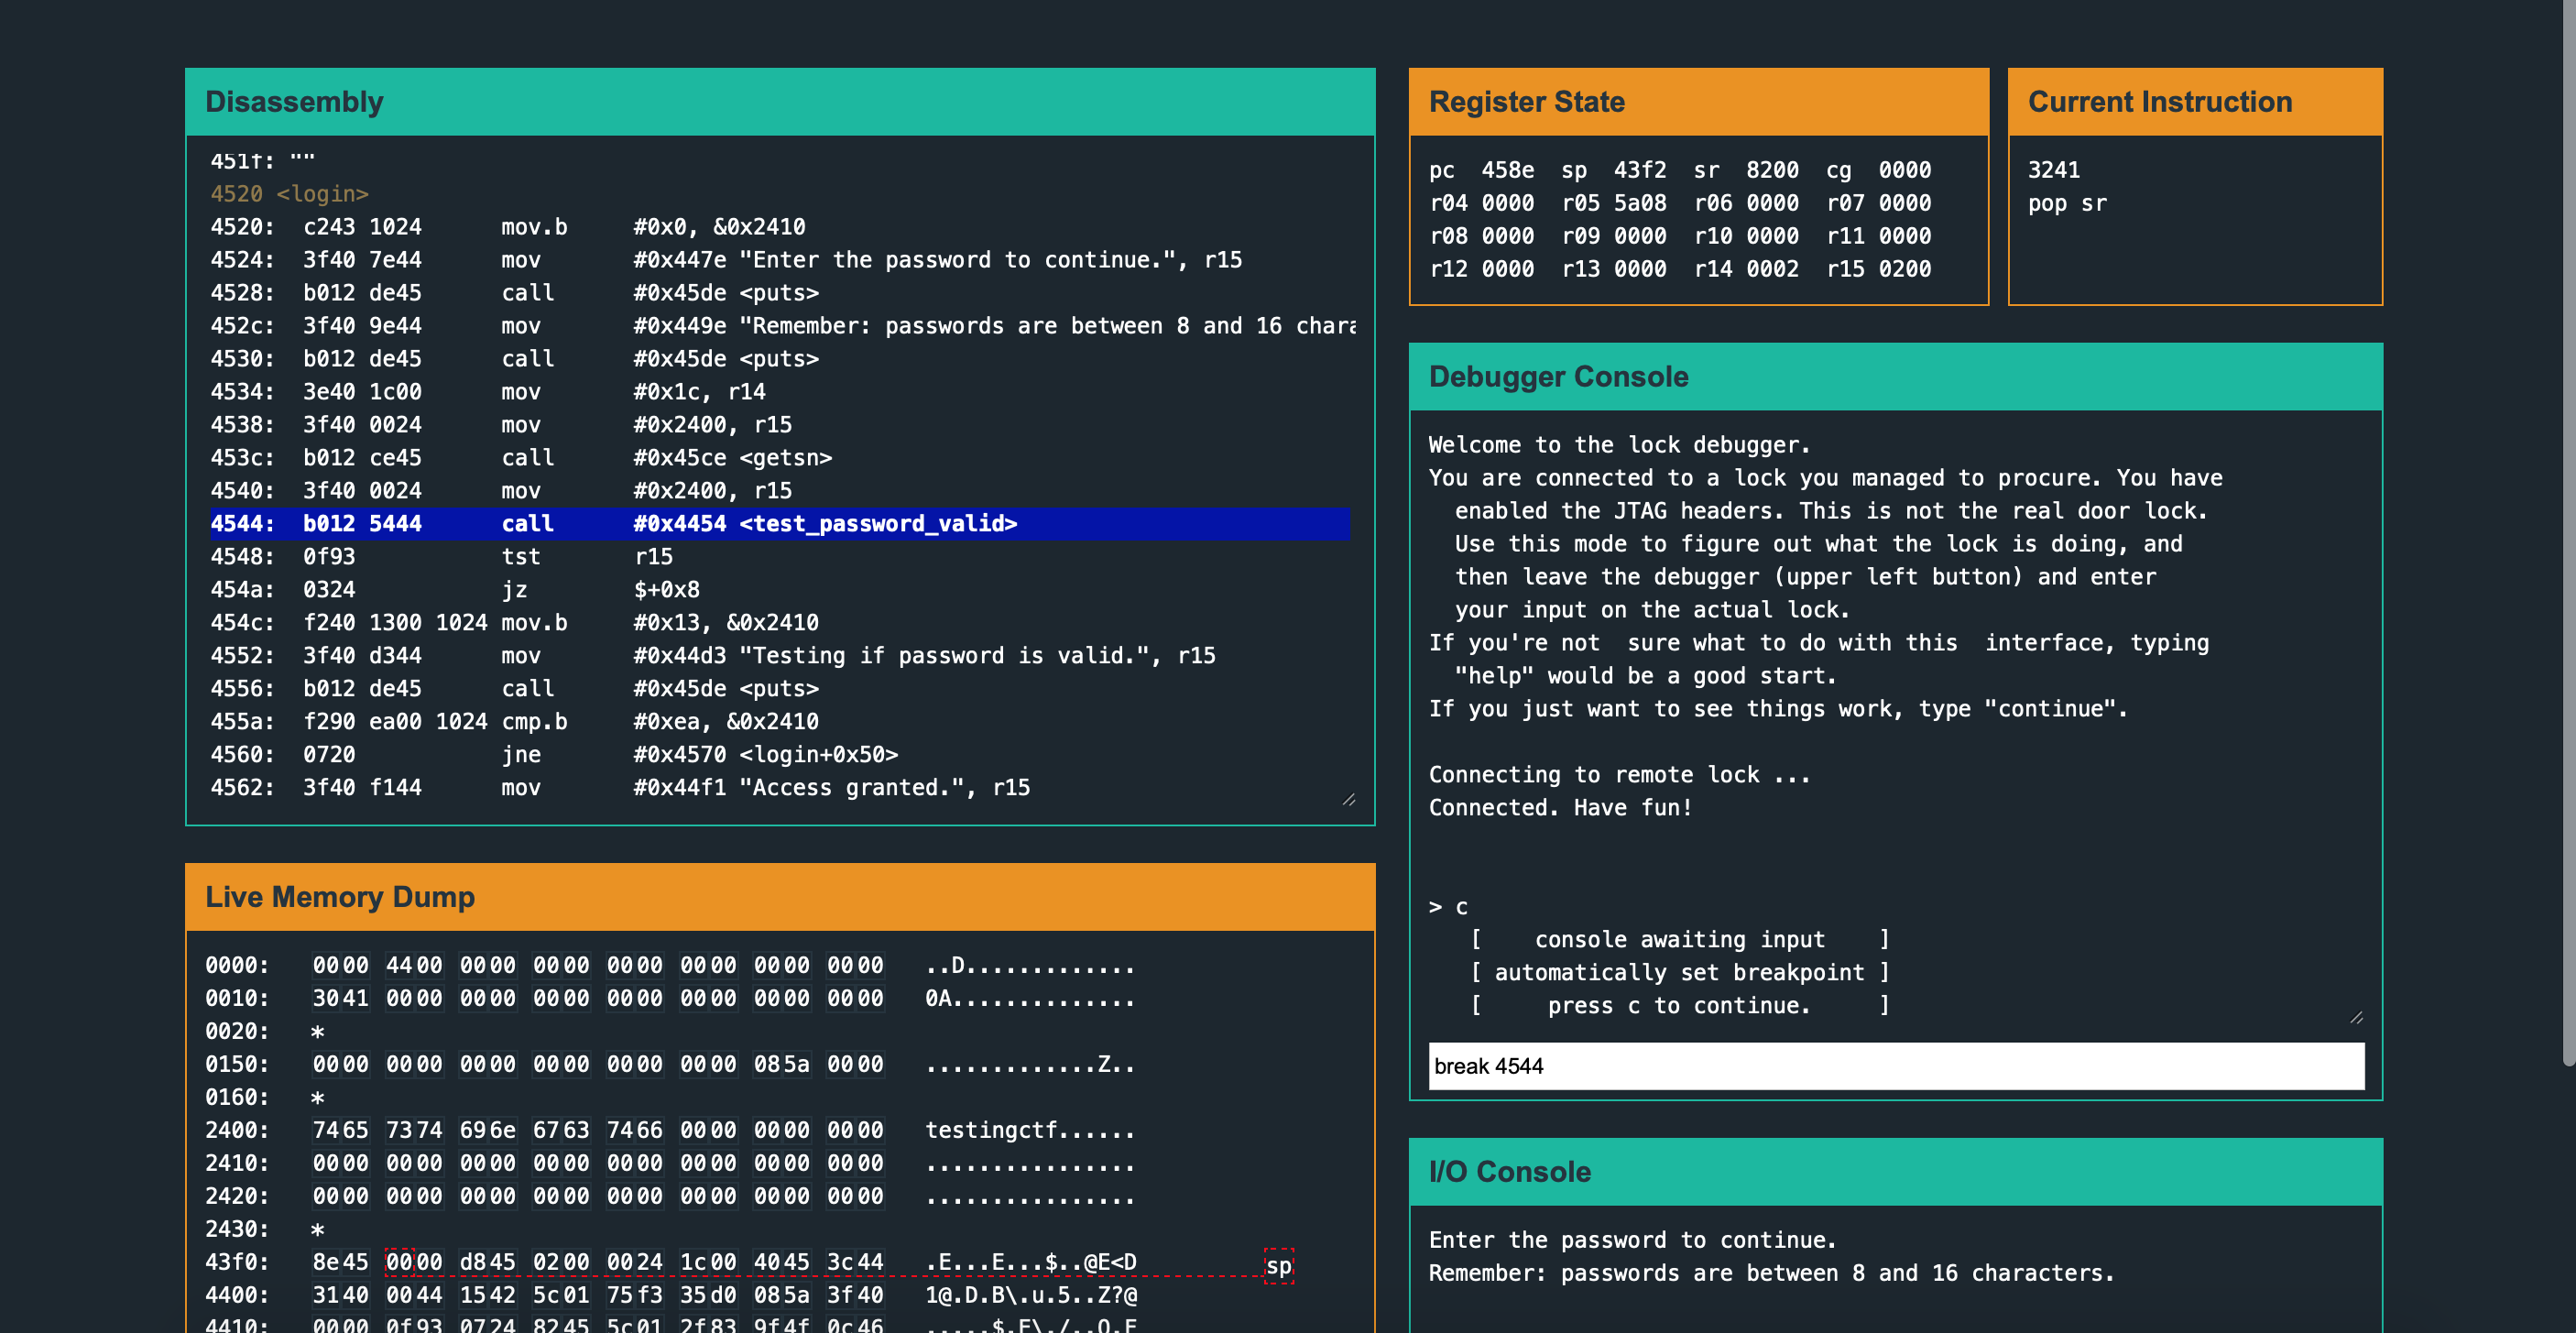 Disassembly
451f: ""
4520 <login>
4520: c243 1024 mov.b #0x0, &0x2410
4524: 3f40 7e44 mov #0x447e "Enter the password to continue.", r15
4528: b012 de45 call #0x45de <puts>
452c: 3f40 9e44 mov #0x449e "Remember: passwords are between 8 and 16 chara
4530: b012 de45 call #0x45de <puts>
4534: 3e40 1c00 mov #0x1c, r14
4538: 3f40 0024 mov #0x2400, r15
453c: b012 ce45 call #0x45ce <getsn>
4540: 3f40 0024 mov #0x2400, r15
4544: b012 5444 call #0x4454 <test_password_valid>
4548: 0f93 tst r15
454a: 0324 jz $+0x8
454c: f240 1300 1024 mov.b #0x13, &0x2410
4552: 3f40 d344 mov #0x44d3 "Testing if password is valid.", r15
4556: b012 de45 call #0x45de <puts>
455a: f290 ea00 1024 cmp.b #0xea, &0x2410
4560: 0720 jne #0x4570 <login+0x50>
4562: 3f40 f144 mov #0x44f1 "Access granted.", r15
Live Memory Dump
0000: 0000 4400 0000 0000 0000 0000 0000 0000 ..D.............
0010: 3041 0000 0000 0000 0000 0000 0000 0000 0A..............
0020: *
0150: 0000 0000 0000 0000 0000 0000 085a 0000 .............Z..
0160: *
2400: 7465 7374 696e 6763 7466 0000 0000 0000 testingctf......
2410: 0000 0000 0000 0000 0000 0000 0000 0000 ................
2420: 0000 0000 0000 0000 0000 0000 0000 0000 ................
2430: *
43f0: 8e45 0000 d845 0200 0024 1c00 4045 3c44 .E...E...$..@E<D sp
4400: 3140 0044 1542 5c01 75f3 35d0 085a 3f40 1@.D.B\.u.5..Z?@
4410: 0000 0f93 0724 8245 5c01 2f83 9f4f 0c46 .....$.E\./..O.F
Register State
pc 458e sp 43f2 sr 8200 cg 0000
r04 0000 r05 5a08 r06 0000 r07 0000
r08 0000 r09 0000 r10 0000 r11 0000
r12 0000 r13 0000 r14 0002 r15 0200
Current Instruction
3241
pop sr
Debugger Console
Welcome to the lock debugger.
You are connected to a lock you managed to procure. You have
enabled the JTAG headers. This is not the real door lock.
Use this mode to figure out what the lock is doing, and
then leave the debugger (upper left button) and enter
your input on the actual lock.
If you're not sure what to do with this interface, typing
"help" would be a good start.
If you just want to see things work, type "continue".
Connecting to remote lock ...
Connected. Have fun!
> c
[ console awaiting input ]
[ automatically set breakpoint ]
[ press c to continue. ]
break 4544
I/O Console
Enter the password to continue.
Remember: passwords are between 8 and 16 characters.